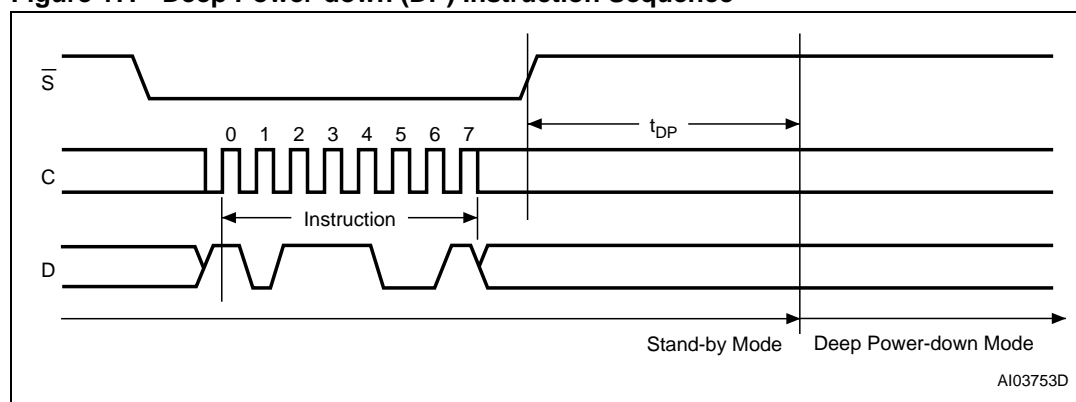 Figure 17. Deep Power-down (DP) Instruction Sequence
S
0 1 2 3 4 5 6 7
tDP
C
Instruction
D
Stand-by Mode Deep Power-down Mode
AI03753D